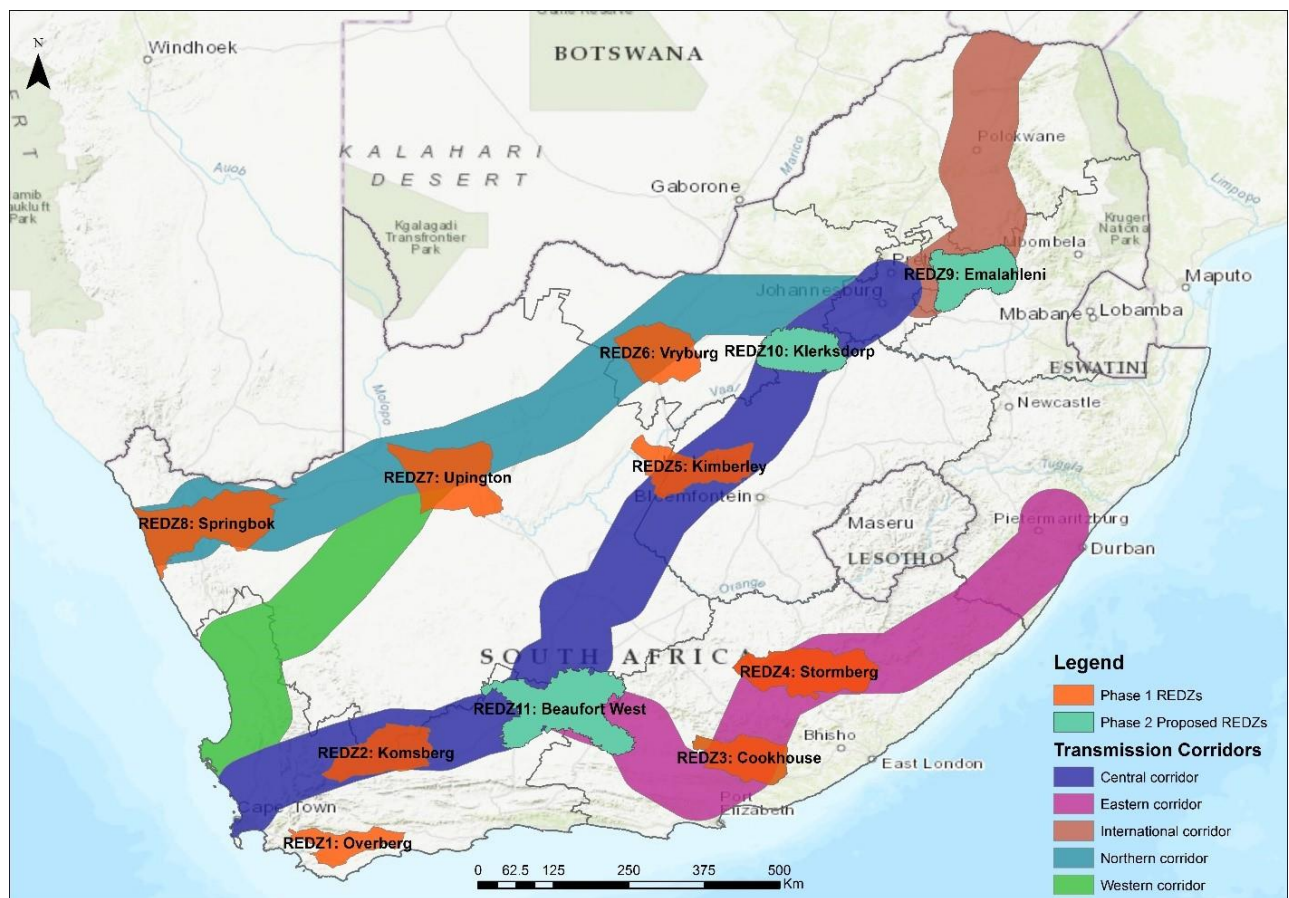 N
Windhoek
BOTSWANA
KALAHARI
DESERT
Auob
Kgalagadi
Transfrontier
Park
Gaborone
Marico
Polokwane
Limpopo
Kruger
National
Park
Mbombela
REDZ9: Emalahleni
Johannesburg
Maputo
Mbabane
Lobamba
ESWATINI
REDZ6: Vryburg
REDZ10: Klerksdorp
Vaal
Molopo
Newcastle
REDZ7: Upington
REDZ5: Kimberley
Bloemfontein
Tugela
REDZ8: Springbok
Maseru
LESOTHO
Pietermaritzburg
Durban
Orange
SOUTH AFRICA
REDZ4: Stormberg
REDZ11: Beaufort West
REDZ2: Komsberg
REDZ3: Cookhouse
Bhisho
East London
Port
Elizabeth
Cape Town
REDZ1: Overberg
Legend
Phase 1 REDZs
Phase 2 Proposed REDZs
Transmission Corridors
Central corridor
Eastern corridor
International corridor
Northern corridor
Western corridor
0 62.5 125 250 375 500
Km